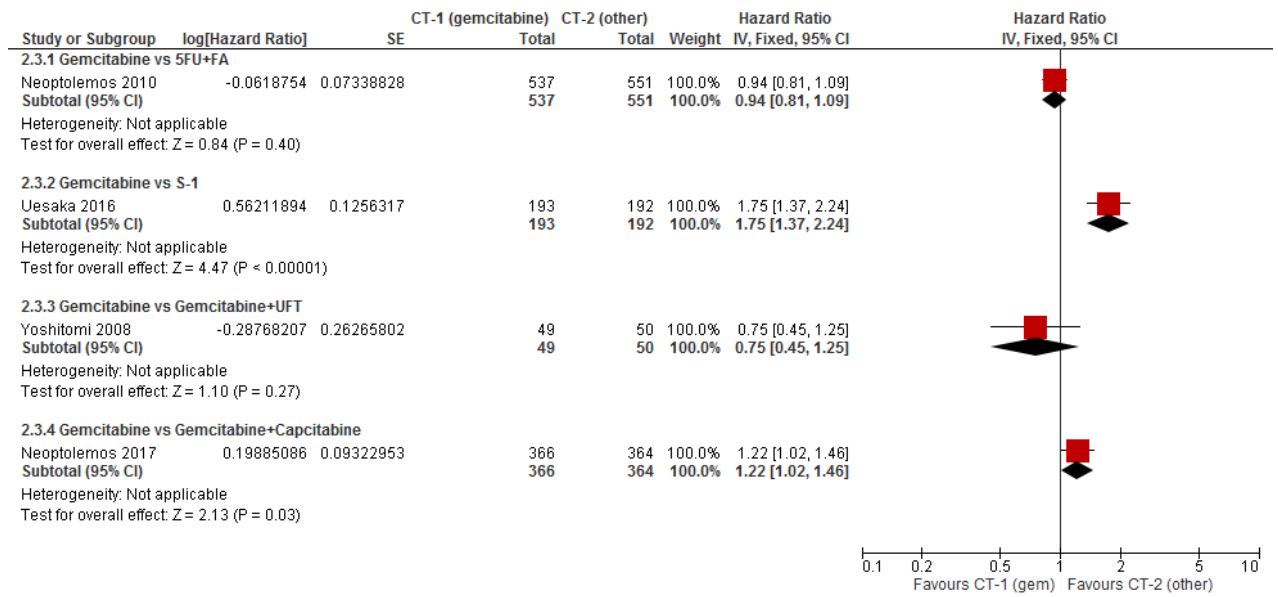 CT-1 (gemcitabine) CT-2 (other) Hazard Ratio Hazard Ratio
Study or Subgroup log[Hazard Ratio] SE Total Total Weight IV, Fixed, 95% CI IV, Fixed, 95% CI
2.3.1 Gemcitabine vs 5FU+FA
Neoptolemos 2010 -0.0618754 0.07338828 537 551 100.0% 0.94 [0.81, 1.09]
Subtotal (95% CI) 537 551 100.0% 0.94 [0.81, 1.09]
Heterogeneity: Not applicable
Test for overall effect: Z = 0.84 (P = 0.40)
2.3.2 Gemcitabine vs S-1
Uesaka 2016 0.56211894 0.1256317 193 192 100.0% 1.75 [1.37, 2.24]
Subtotal (95% CI) 193 192 100.0% 1.75 [1.37, 2.24]
Heterogeneity: Not applicable
Test for overall effect: Z = 4.47 (P < 0.00001)
2.3.3 Gemcitabine vs Gemcitabine+UFT
Yoshitomi 2008 -0.28768207 0.26265802 49 50 100.0% 0.75 [0.45, 1.25]
Subtotal (95% CI) 49 50 100.0% 0.75 [0.45, 1.25]
Heterogeneity: Not applicable
Test for overall effect: Z = 1.10 (P = 0.27)
2.3.4 Gemcitabine vs Gemcitabine+Capcitabine
Neoptolemos 2017 0.19885086 0.09322953 366 364 100.0% 1.22 [1.02, 1.46]
Subtotal (95% CI) 366 364 100.0% 1.22 [1.02, 1.46]
Heterogeneity: Not applicable
Test for overall effect: Z = 2.13 (P = 0.03)
0.1 0.2 0.5 1 2 5 10
Favours CT-1 (gem) Favours CT-2 (other)